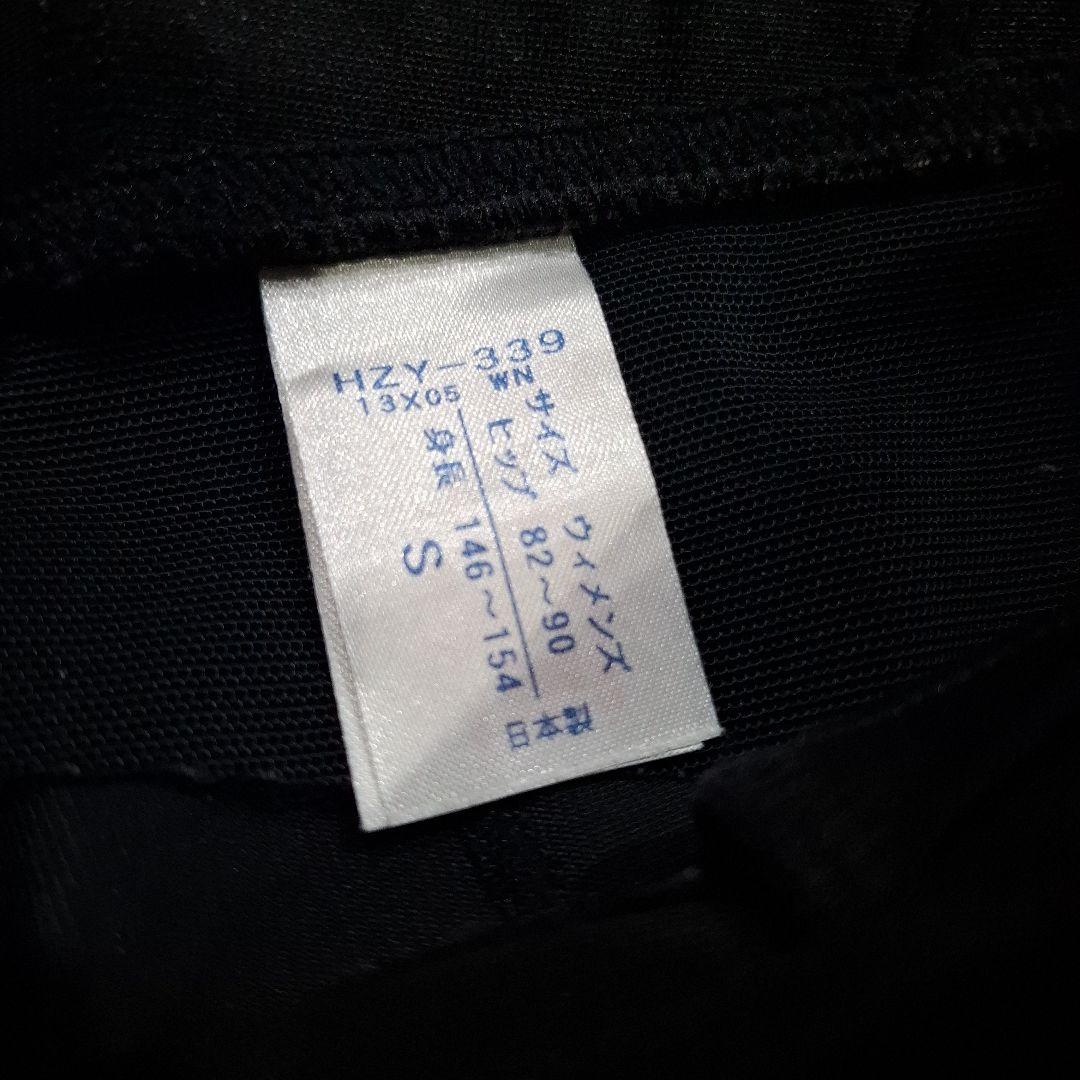 HZY-339
13X05 WN
サイズ ウィメンズ
ヒップ 82～90
身長 146～154
S
日本製